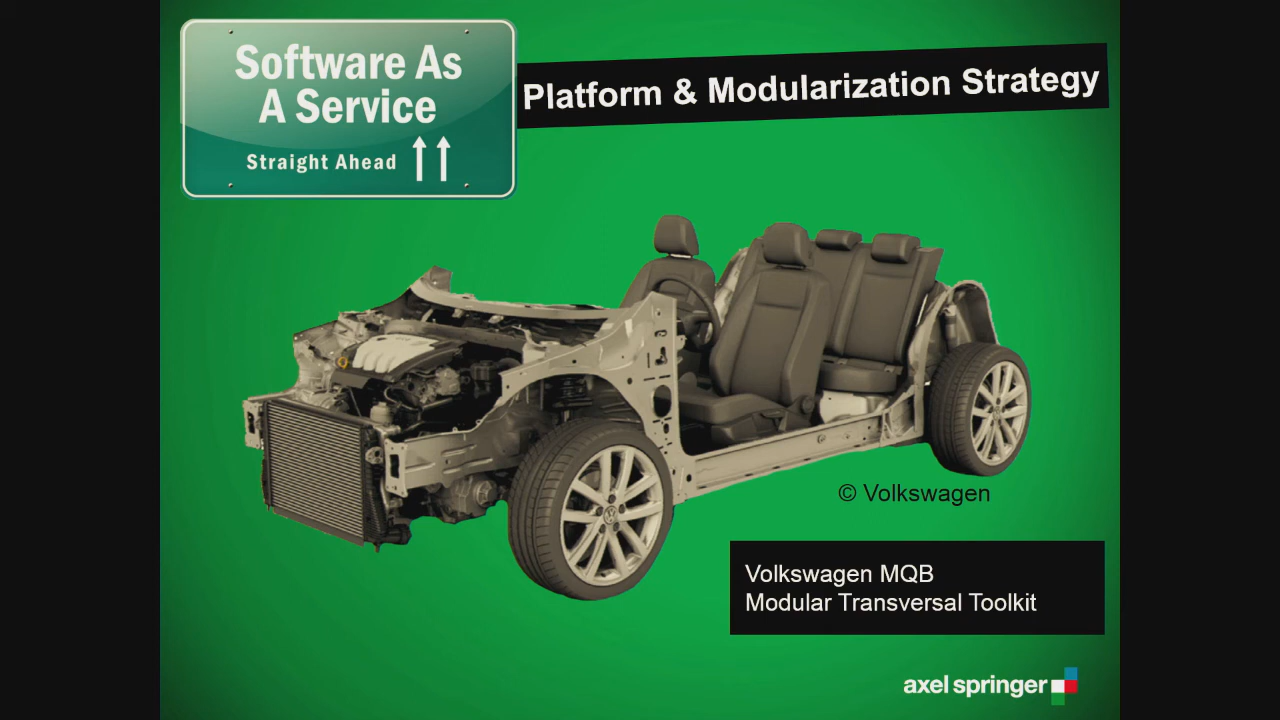 Software As
A Service
Straight Ahead
Platform & Modularization Strategy
© Volkswagen
Volkswagen MQB
Modular Transversal Toolkit
axel springer